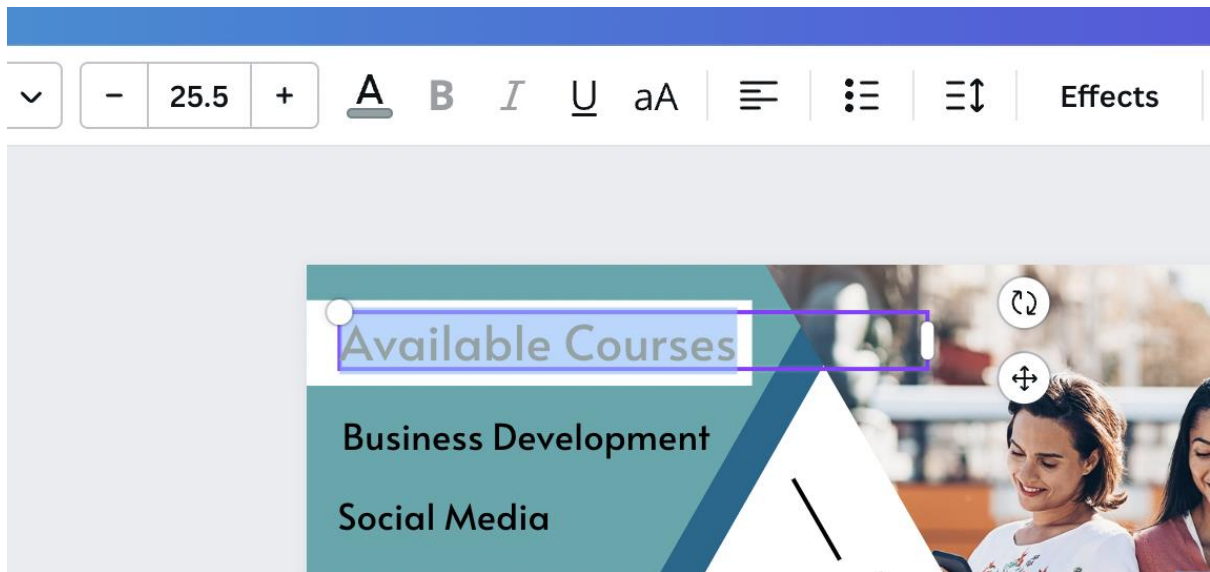 25.5 A B I U aA Effects
Available Courses
Business Development
Social Media